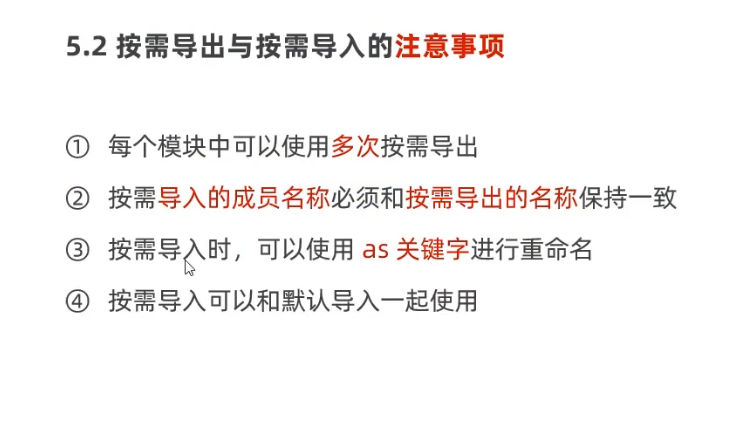 5.2 按需导出与按需导入的注意事项
① 每个模块中可以使用多次按需导出
② 按需导入的成员名称必须和按需导出的名称保持一致
③ 按需导入时，可以使用 as 关键字进行重命名
④ 按需导入可以和默认导入一起使用